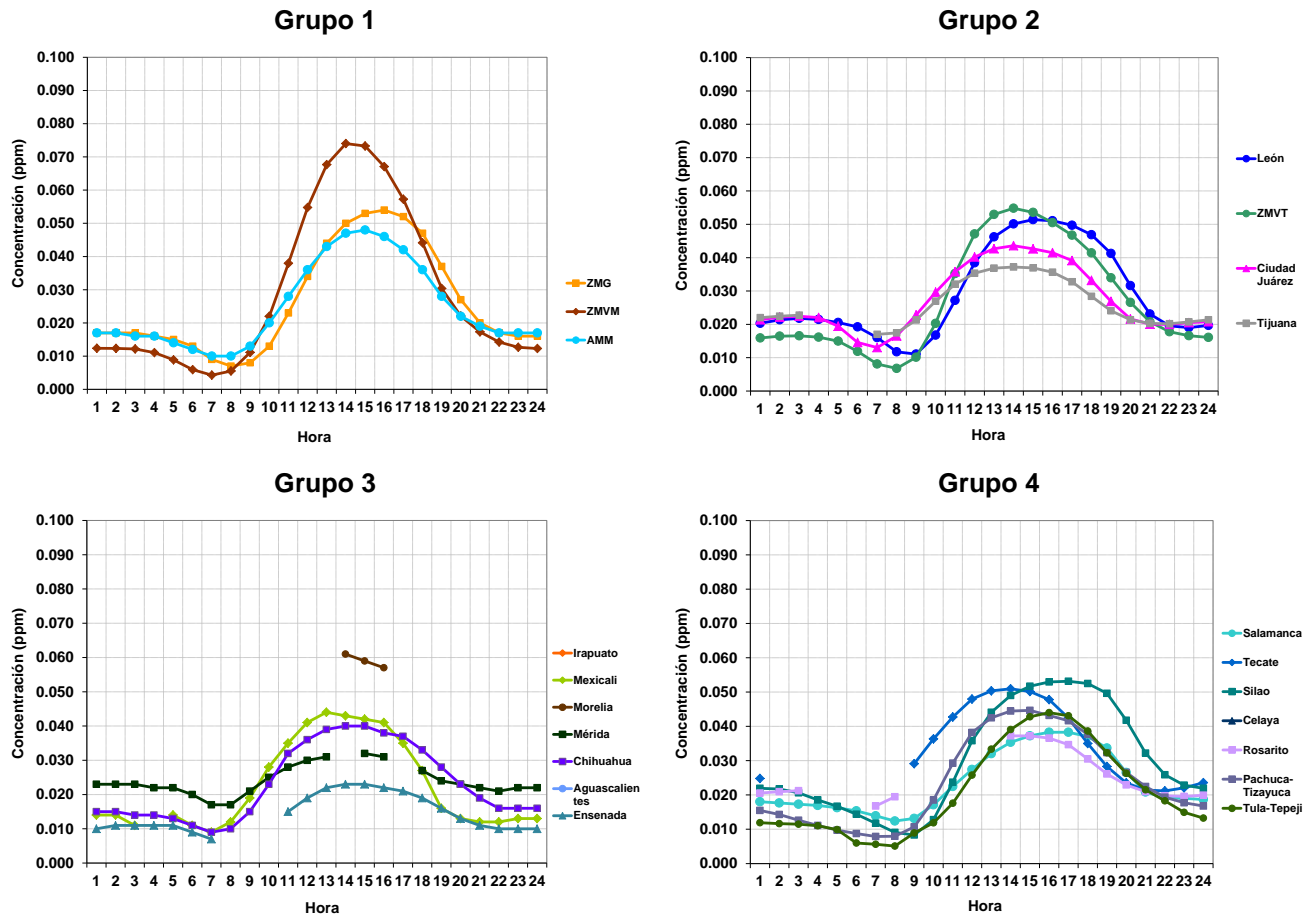 Grupo 1
0.100
0.090
0.080
0.070
0.060
0.050
0.040
0.030
0.020
0.010
0.000
Concentración (ppm)
1 2 3 4 5 6 7 8 9 10 11 12 13 14 15 16 17 18 19 20 21 22 23 24
Hora
ZMG
ZMVM
AMM
Grupo 2
0.100
0.090
0.080
0.070
0.060
0.050
0.040
0.030
0.020
0.010
0.000
Concentración (ppm)
1 2 3 4 5 6 7 8 9 10 11 12 13 14 15 16 17 18 19 20 21 22 23 24
Hora
León
ZMVT
Ciudad
Juárez
Tijuana
Grupo 3
0.100
0.090
0.080
0.070
0.060
0.050
0.040
0.030
0.020
0.010
0.000
Concentración (ppm)
1 2 3 4 5 6 7 8 9 10 11 12 13 14 15 16 17 18 19 20 21 22 23 24
Hora
Irapuato
Mexicali
Morelia
Mérida
Chihuahua
Aguascalien
tes
Ensenada
Grupo 4
0.100
0.090
0.080
0.070
0.060
0.050
0.040
0.030
0.020
0.010
0.000
Concentración (ppm)
1 2 3 4 5 6 7 8 9 10 11 12 13 14 15 16 17 18 19 20 21 22 23 24
Hora
Salamanca
Tecate
Silao
Celaya
Rosarito
Pachuca-
Tizayuca
Tula-Tepeji